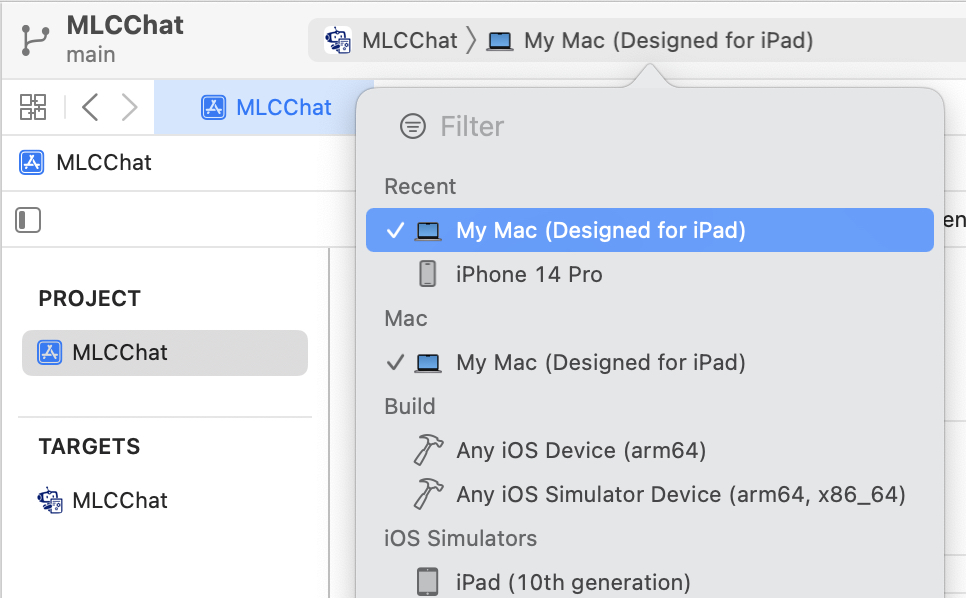 MLCChat
main
MLCChat
My Mac (Designed for iPad)
MLCChat
MLCChat
Filter
Recent
My Mac (Designed for iPad)
iPhone 14 Pro
Mac
My Mac (Designed for iPad)
Build
Any iOS Device (arm64)
Any iOS Simulator Device (arm64, x86_64)
iOS Simulators
iPad (10th generation)
en
PROJECT
MLCChat
TARGETS
MLCChat